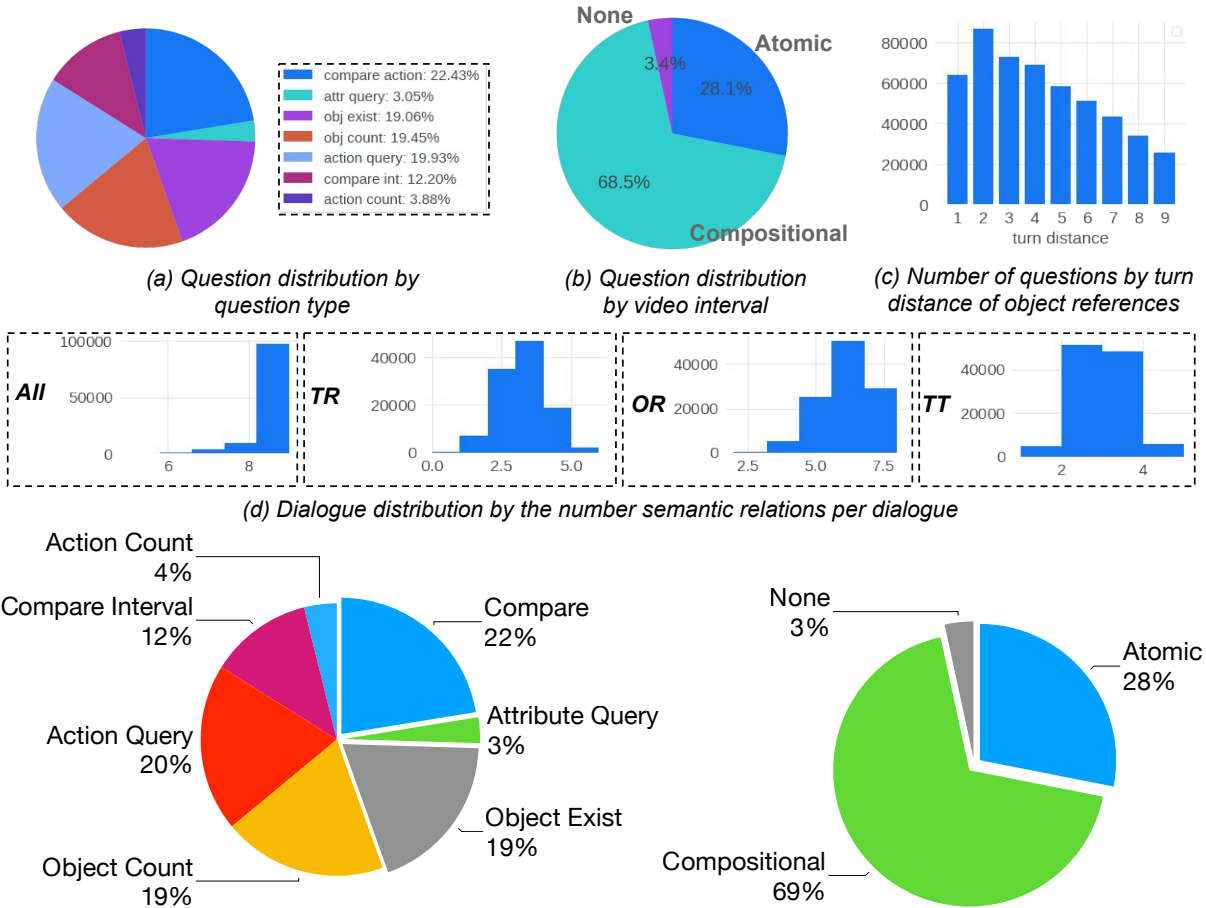 compare action: 22.43%
attr query: 3.05%
obj exist: 19.06%
obj count: 19.45%
action query: 19.93%
compare int: 12.20%
action count: 3.88%
(a) Question distribution by
question type
None
Atomic
3.4%
28.1%
68.5%
Compositional
(b) Question distribution
by video interval
80000
60000
40000
20000
0
1 2 3 4 5 6 7 8 9
turn distance
(c) Number of questions by turn
distance of object references
All
100000
50000
0
6 8
TR
40000
20000
0
0.0 2.5 5.0
OR
40000
20000
0
2.5 5.0 7.5
TT
40000
20000
0
2 4
(d) Dialogue distribution by the number semantic relations per dialogue
Action Count
4%
Compare Interval
12%
Action Query
20%
Object Count
19%
Compare
22%
Attribute Query
3%
Object Exist
19%
None
3%
Atomic
28%
Compositional
69%